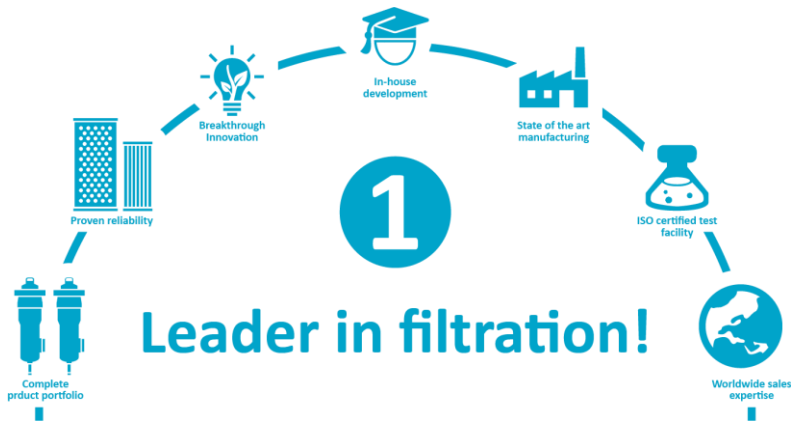 In-house
development
Breakthrough
Innovation
State of the art
manufacturing
Proven reliability
ISO certified test
facility
1
Leader in filtration!
Complete
prduct portfolio
Worldwide sales
expertise